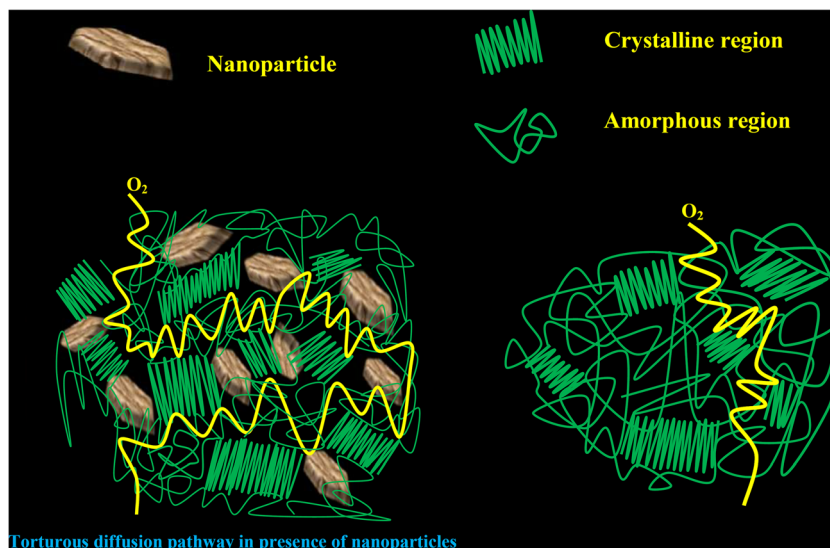 Nanoparticle
Crystalline region
Amorphous region
O₂
O₂
Torturous diffusion pathway in presence of nanoparticles